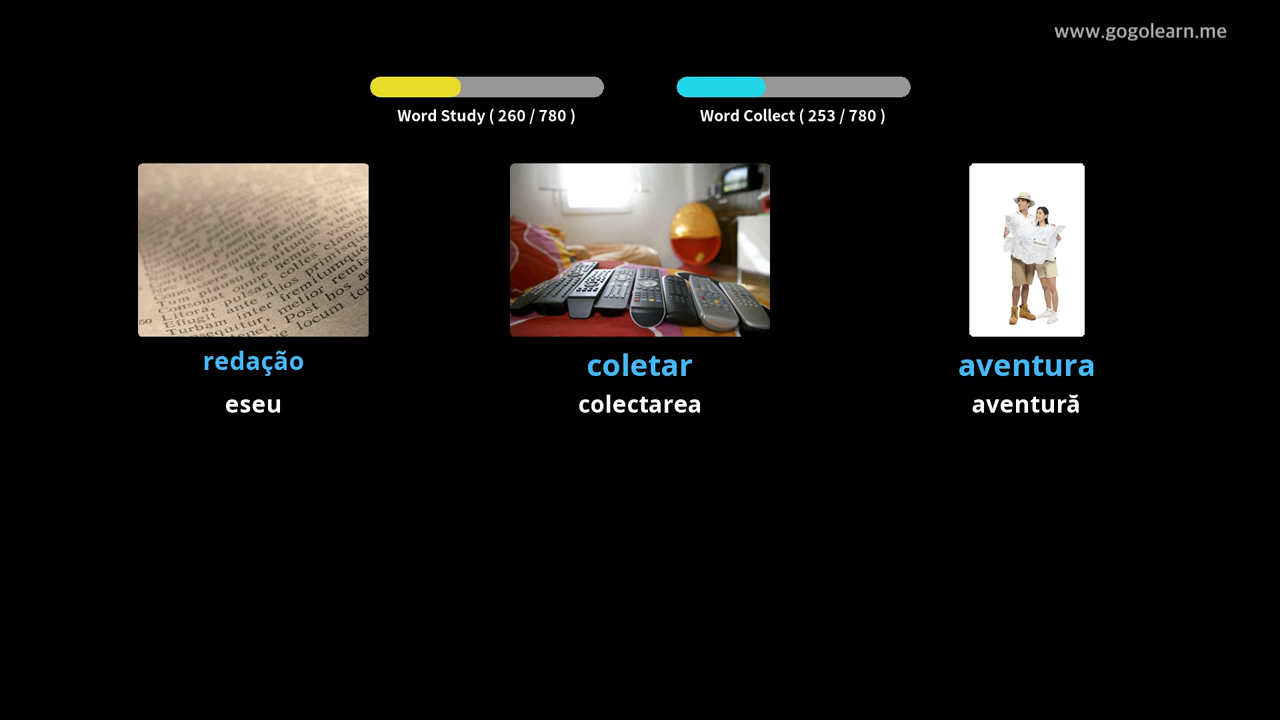 www.gogolearn.me
Word Study ( 260 / 780 )
Word Collect ( 253 / 780 )
redação
coletar
aventura
eseu
colectarea
aventură